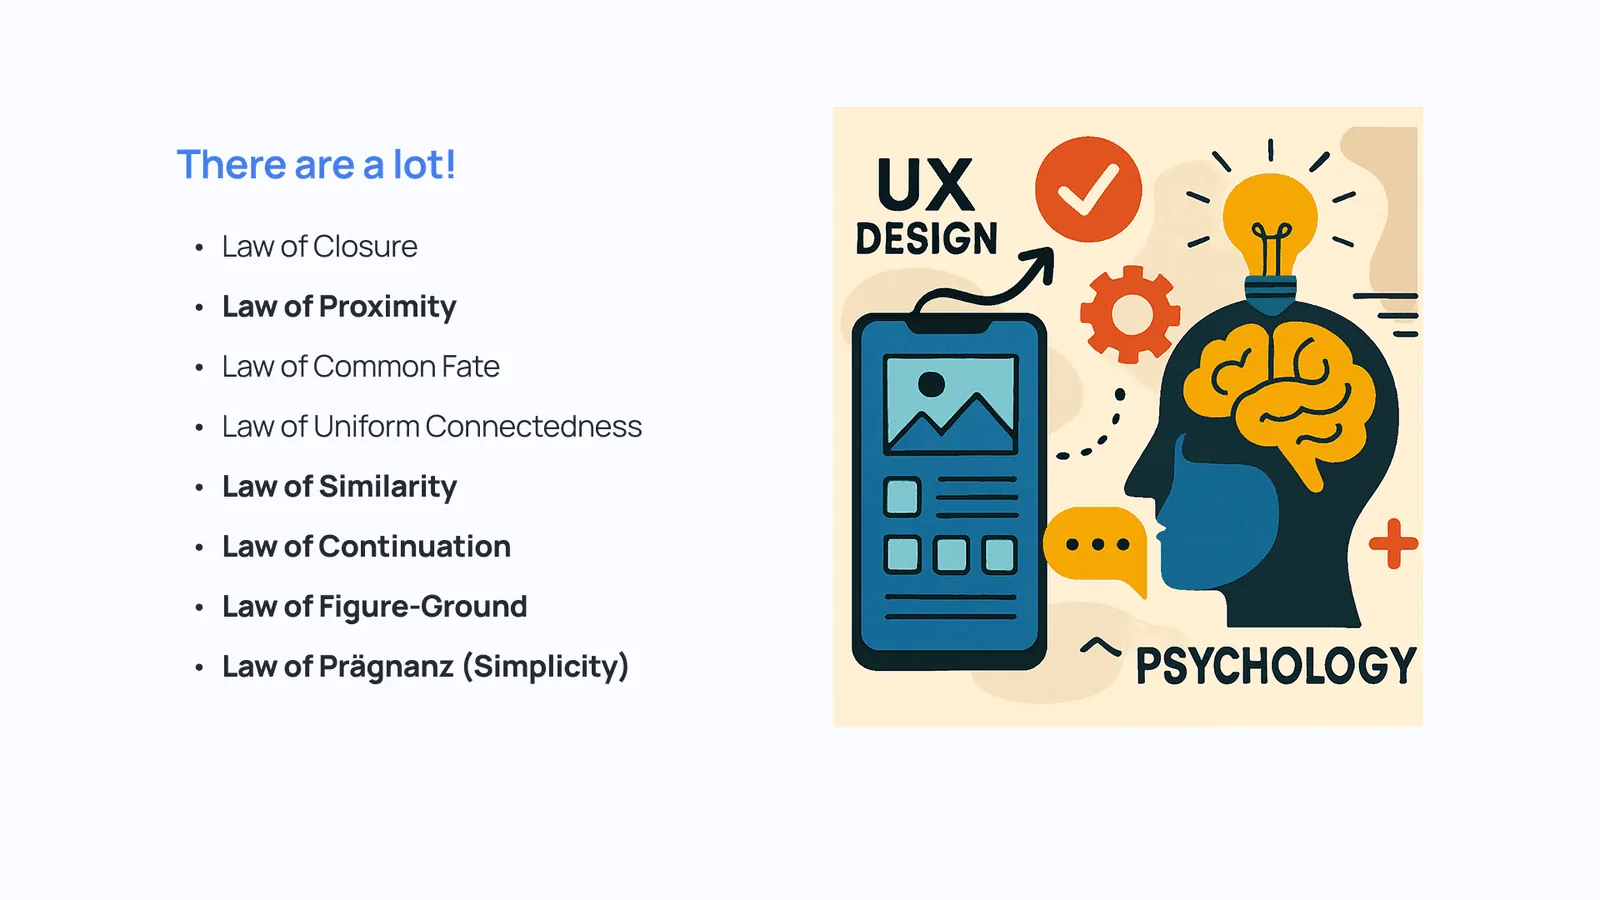 There are a lot!
• Law of Closure
• Law of Proximity
• Law of Common Fate
• Law of Uniform Connectedness
• Law of Similarity
• Law of Continuation
• Law of Figure-Ground
• Law of Prägnanz (Simplicity)
UX
DESIGN
PSYCHOLOGY